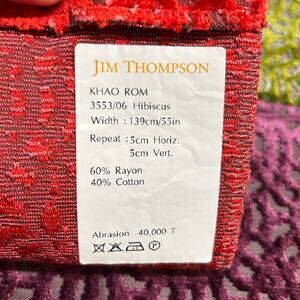 JIM THOMPSON
KHAO ROM
3553/06 Hibiscus
Width : 139cm/55in
Repeat : 5cm Horiz.
5cm Vert.
60% Rayon
40% Cotton
Abrasion 40,000 T
P